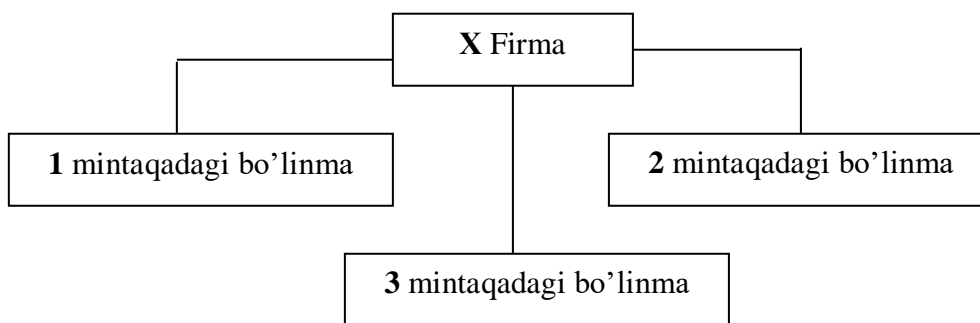 X Firma
1 mintaqadagi bo’linma
2 mintaqadagi bo’linma
3 mintaqadagi bo’linma